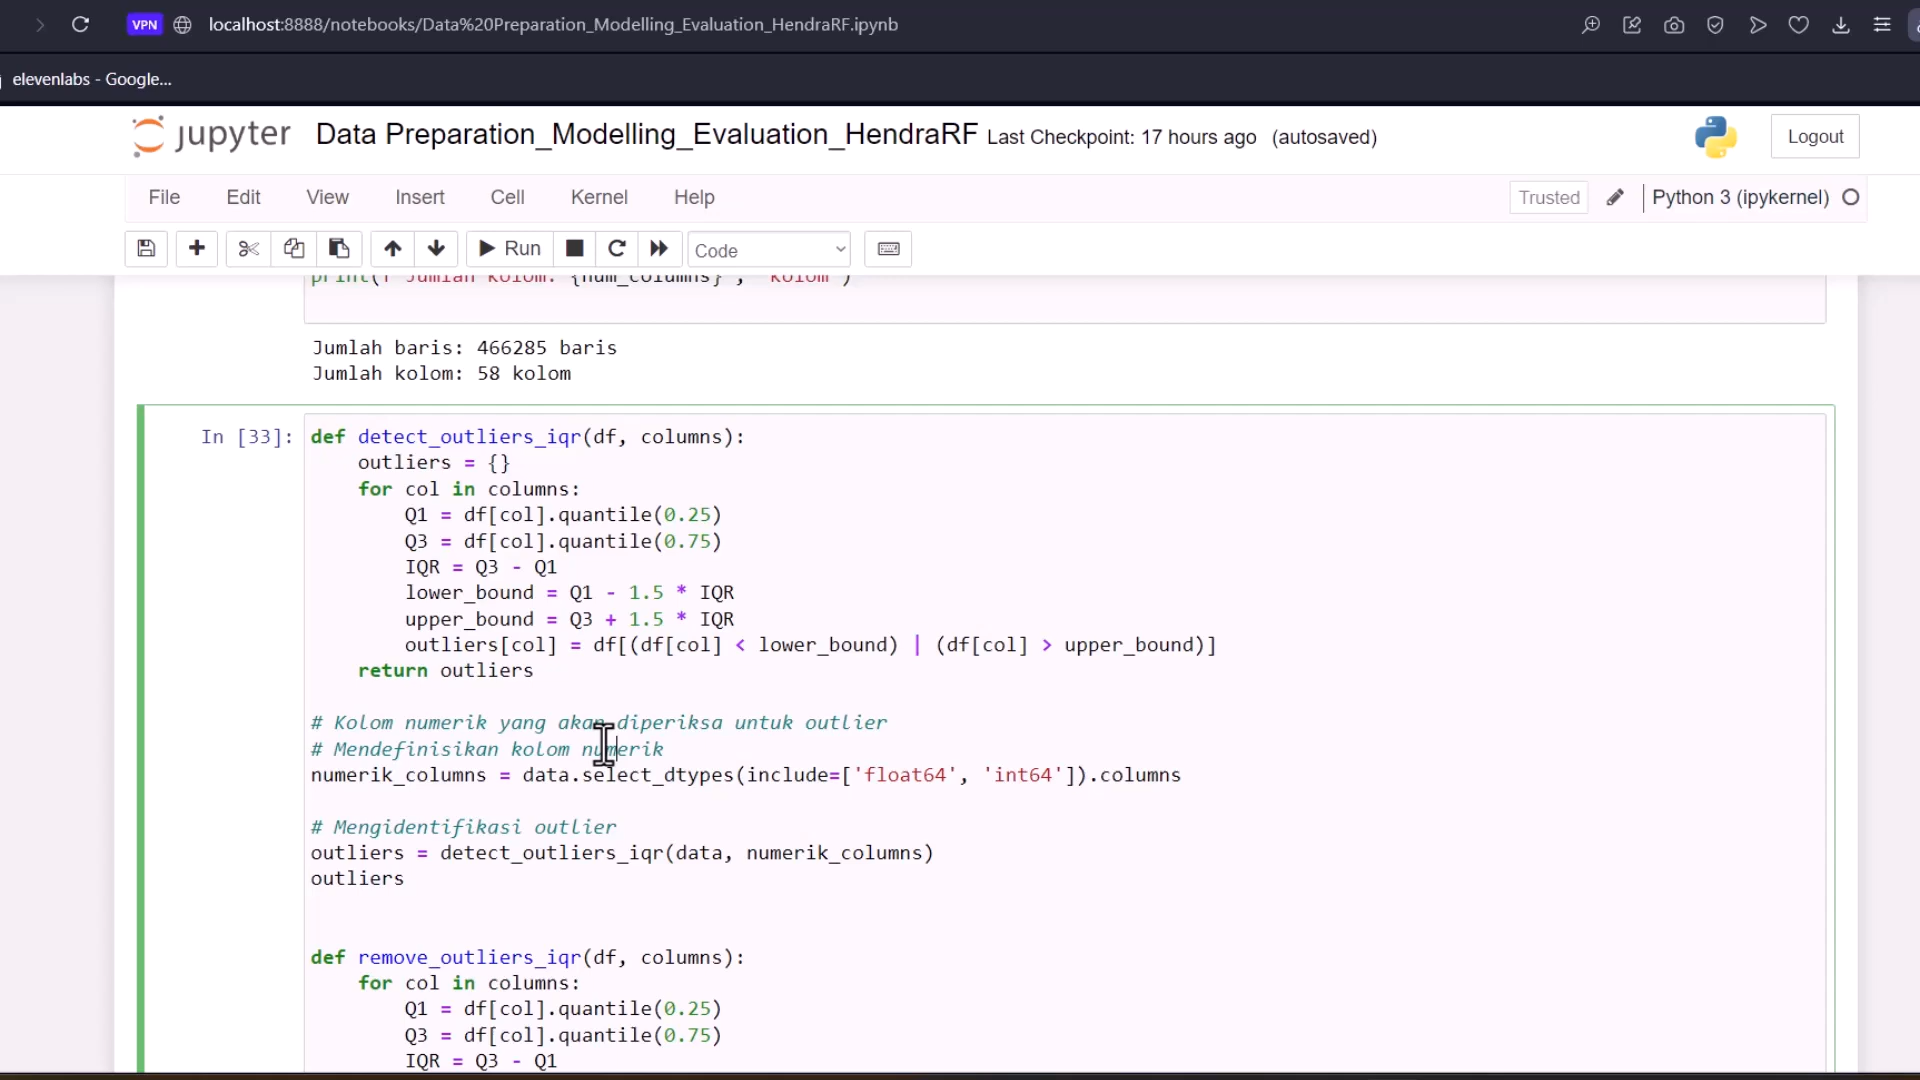 VPN localhost:8888/notebooks/Data%20Preparation_Modelling_Evaluation_HendraRF.ipynb
elevenlabs - Google...
jupyter Data Preparation_Modelling_Evaluation_HendraRF Last Checkpoint: 17 hours ago (autosaved) Logout
File Edit View Insert Cell Kernel Help Trusted Python 3 (ipykernel)
Run Code
print(f"Jumlah kolom: {num_columns}", "kolom")
Jumlah baris: 466285 baris
Jumlah kolom: 58 kolom
In [33]: def detect_outliers_iqr(df, columns):
    outliers = {}
    for col in columns:
        Q1 = df[col].quantile(0.25)
        Q3 = df[col].quantile(0.75)
        IQR = Q3 - Q1
        lower_bound = Q1 - 1.5 * IQR
        upper_bound = Q3 + 1.5 * IQR
        outliers[col] = df[(df[col] < lower_bound) | (df[col] > upper_bound)]
    return outliers
# Kolom numerik yang akan diperiksa untuk outlier
# Mendefinisikan kolom numerik
numerik_columns = data.select_dtypes(include=['float64', 'int64']).columns
# Mengidentifikasi outlier
outliers = detect_outliers_iqr(data, numerik_columns)
outliers
def remove_outliers_iqr(df, columns):
    for col in columns:
        Q1 = df[col].quantile(0.25)
        Q3 = df[col].quantile(0.75)
        IQR = Q3 - Q1